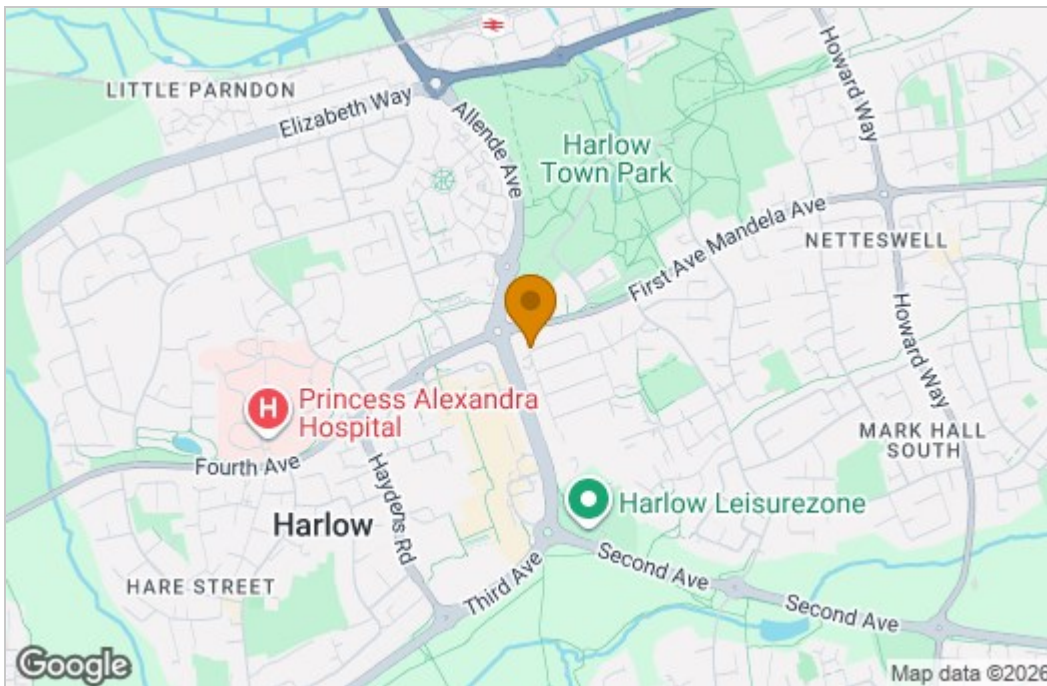 LITTLE PARNDON
Elizabeth Way
Allende Ave
Howard Way
Harlow
Town Park
First Ave Mandela Ave
NETTESWELL
Howard Way
H
Princess Alexandra
Hospital
Fourth Ave
Haydens Rd
MARK HALL
SOUTH
Harlow Leisurezone
Harlow
HARE STREET
Third Ave
Second Ave
Second Ave
Google
Map data ©2026